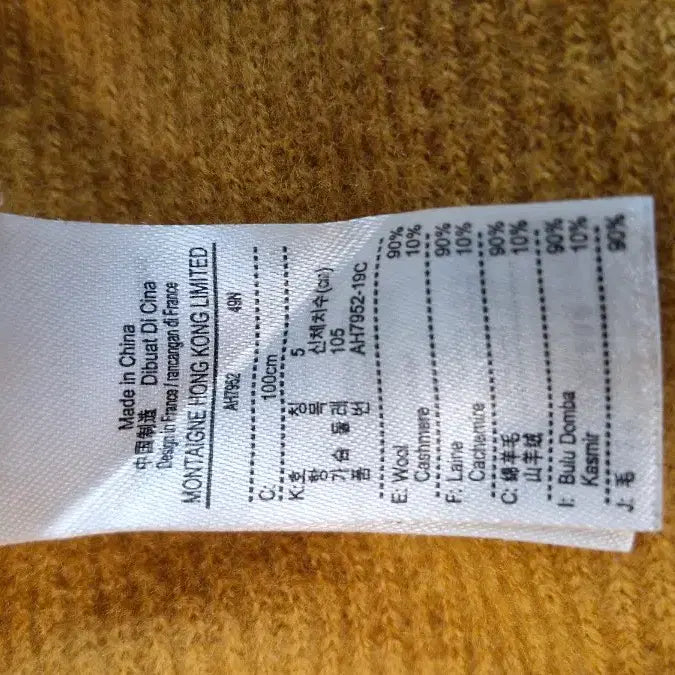 Made in China
中国制造 Dibuat Di Cina
Design in France / rancangan di France
MONTAIGNE HONG KONG LIMITED
AH7952 49N
C: 100cm
K: 호칭 5
항목 신체치수(cm)
가슴둘레 105
품번 AH7952-19C
E: Wool 90%
Cashmere 10%
F: Laine 90%
Cachemire 10%
C: 绵羊毛 90%
山羊绒 10%
I: Bulu Domba 90%
Kasmir 10%
J: 毛 90%